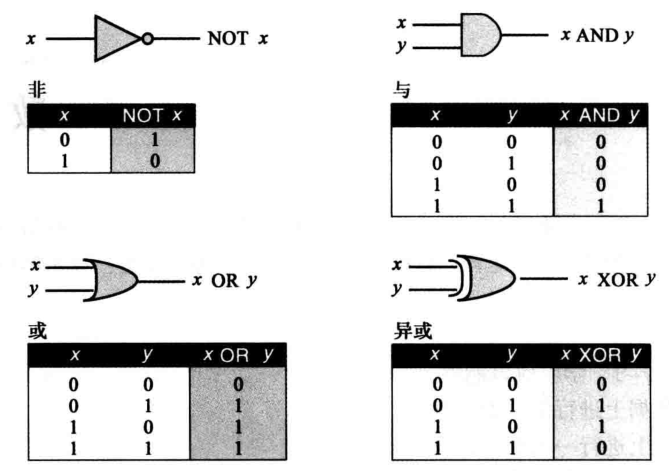 x NOT x
非
x NOT x
0 1
1 0
x
y x AND y
与
x y x AND y
0 0 0
0 1 0
1 0 0
1 1 1
x
y x OR y
或
x y x OR y
0 0 0
0 1 1
1 0 1
1 1 1
x
y x XOR y
异或
x y x XOR y
0 0 0
0 1 1
1 0 1
1 1 0